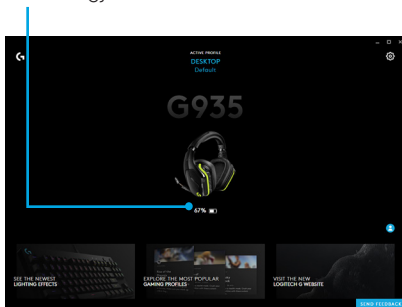 ACTIVE PROFILE
DESKTOP
Default
G935
67%
SEE THE NEWEST
LIGHTING EFFECTS
EXPLORE THE MOST POPULAR
GAMING PROFILES
VISIT THE NEW
LOGITECH G WEBSITE
SEND FEEDBACK